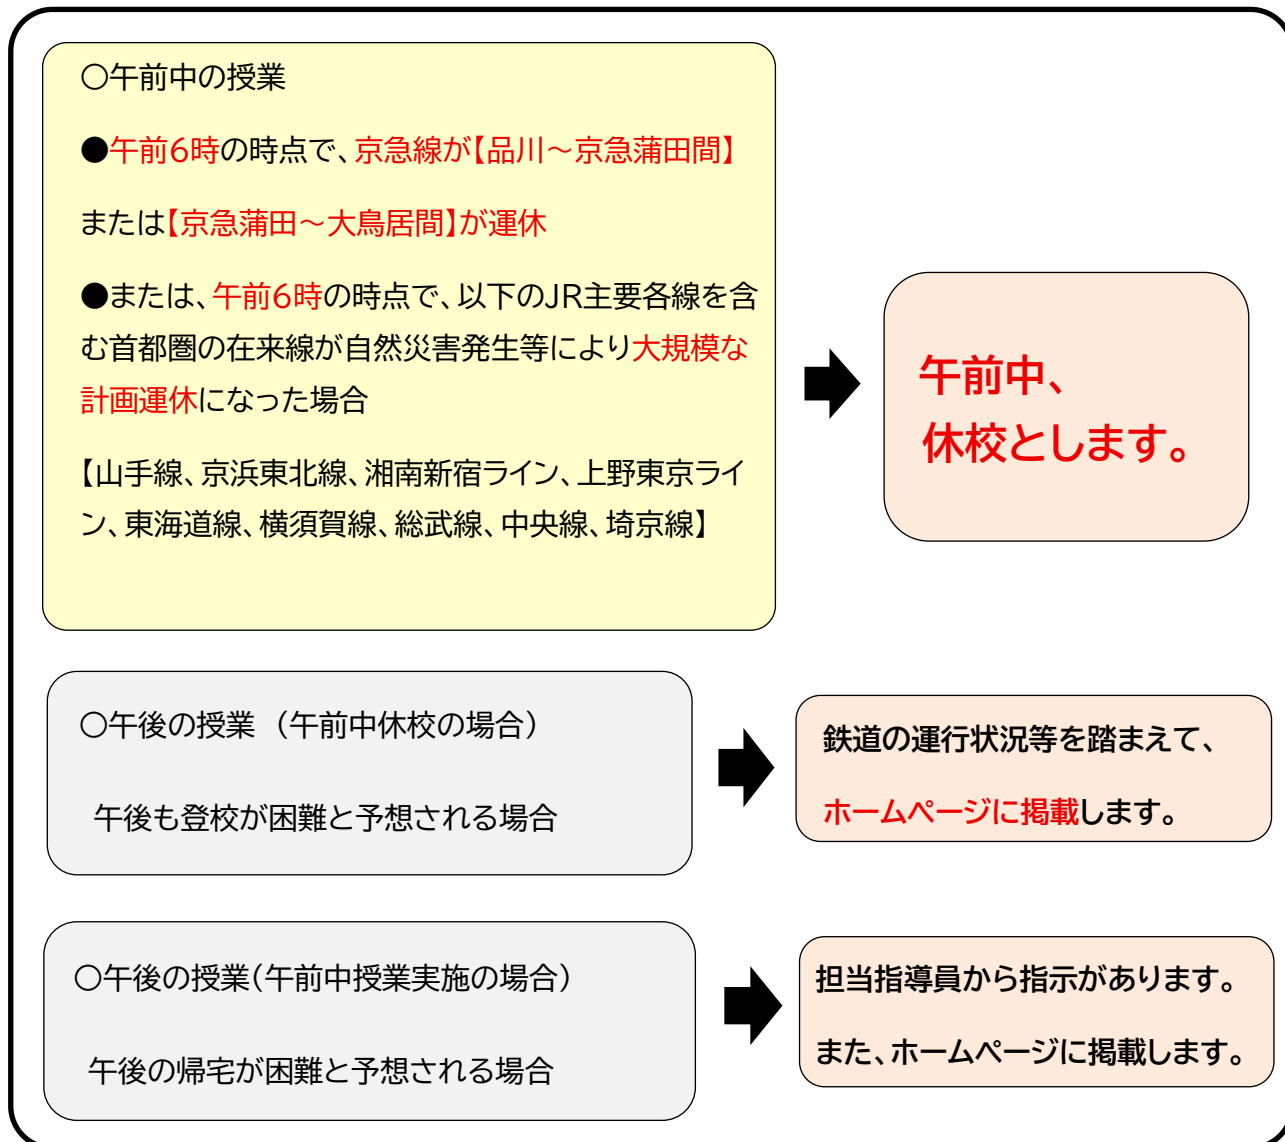 〇午前中の授業
●午前6時の時点で、京急線が【品川～京急蒲田間】
または【京急蒲田～大鳥居間】が運休
●または、午前6時の時点で、以下のJR主要各線を含
む首都圏の在来線が自然災害発生等により大規模な
計画運休になった場合
【山手線、京浜東北線、湘南新宿ライン、上野東京ライ
ン、東海道線、横須賀線、総武線、中央線、埼京線】
午前中、
休校とします。
〇午後の授業 （午前中休校の場合）
午後も登校が困難と予想される場合
鉄道の運行状況等を踏まえて、
ホームページに掲載します。
〇午後の授業(午前中授業実施の場合)
午後の帰宅が困難と予想される場合
担当指導員から指示があります。
また、ホームページに掲載します。